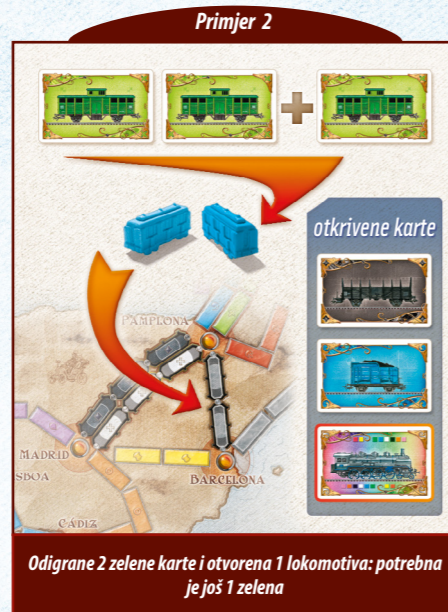 Primjer 2
otkrivene karte
PAMPLONA
MADRID
SBOA
BARCELONA
CÁDIZ
Odigrane 2 zelene karte i otvorena 1 lokomotiva: potrebna
je još 1 zelena